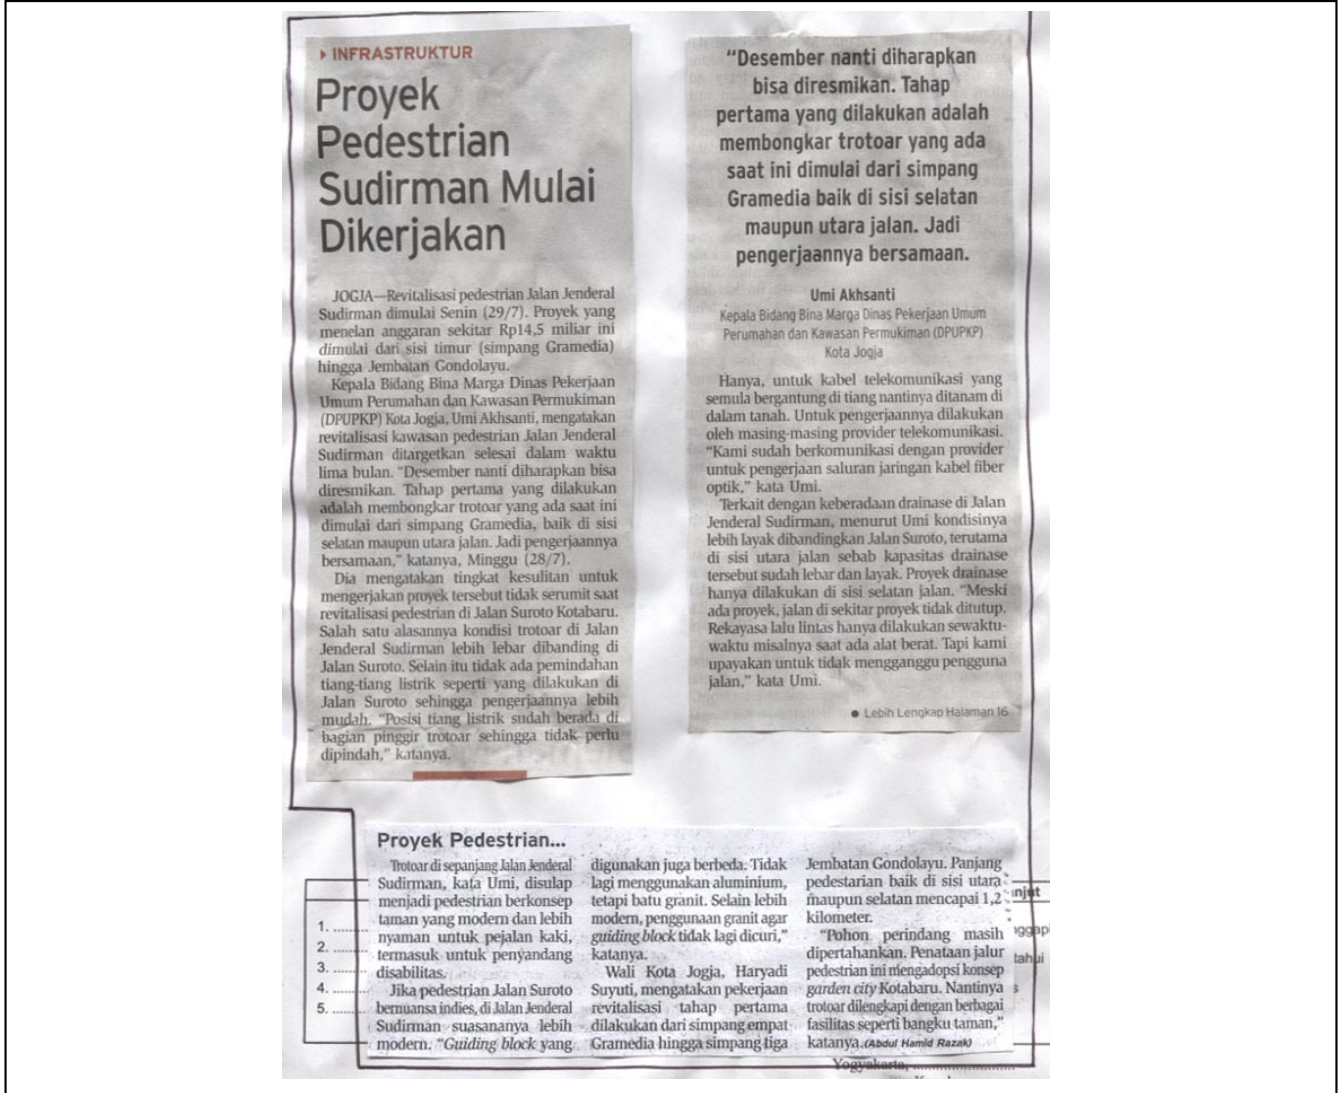 INFRASTRUKTUR
Proyek
Pedestrian
Sudirman Mulai
Dikerjakan
JOGJA—Revitalisasi pedestrian Jalan Jenderal
Sudirman dimulai Senin (29/7). Proyek yang
menelan anggaran sekitar Rp14,5 miliar ini
dimulai dari sisi timur (simpang Gramedia)
hingga Jembatan Gondolayu.
Kepala Bidang Bina Marga Dinas Pekerjaan
Umum Perumahan dan Kawasan Permukiman
(DPUPKP) Kota Jogja, Umi Akhsanti, mengatakan
revitalisasi kawasan pedestrian Jalan Jenderal
Sudirman ditargetkan selesai dalam waktu
lima bulan. “Desember nanti diharapkan bisa
diresmikan. Tahap pertama yang dilakukan
adalah membongkar trotoar yang ada saat ini
dimulai dari simpang Gramedia, baik di sisi
selatan maupun utara jalan. Jadi pengerjaannya
bersamaan,” katanya, Minggu (28/7).
Dia mengatakan tingkat kesulitan untuk
mengerjakan proyek tersebut tidak serumit saat
revitalisasi pedestrian di Jalan Suroto Kotabaru.
Salah satu alasannya kondisi trotoar di Jalan
Jenderal Sudirman lebih lebar dibanding di
Jalan Suroto. Selain itu tidak ada pemindahan
tiang-tiang listrik seperti yang dilakukan di
Jalan Suroto sehingga pengerjaannya lebih
mudah. “Posisi tiang listrik sudah berada di
bagian pinggir trotoar sehingga tidak perlu
dipindah,” katanya.
“Desember nanti diharapkan
bisa diresmikan. Tahap
pertama yang dilakukan adalah
membongkar trotoar yang ada
saat ini dimulai dari simpang
Gramedia baik di sisi selatan
maupun utara jalan. Jadi
pengerjaannya bersamaan.
Umi Akhsanti
Kepala Bidang Bina Marga Dinas Pekerjaan Umum
Perumahan dan Kawasan Permukiman (DPUPKP)
Kota Jogja
Hanya, untuk kabel telekomunikasi yang
semula bergantung di tiang nantinya ditanam di
dalam tanah. Untuk pengerjaannya dilakukan
oleh masing-masing provider telekomunikasi.
“Kami sudah berkomunikasi dengan provider
untuk pengerjaan saluran jaringan kabel fiber
optik,” kata Umi.
Terkait dengan keberadaan drainase di Jalan
Jenderal Sudirman, menurut Umi kondisinya
lebih layak dibandingkan Jalan Suroto, terutama
di sisi utara jalan sebab kapasitas drainase
tersebut sudah lebar dan layak. Proyek drainase
hanya dilakukan di sisi selatan jalan. “Meski
ada proyek, jalan di sekitar proyek tidak ditutup.
Rekayasa lalu lintas hanya dilakukan sewaktu-
waktu misalnya saat ada alat berat. Tapi kami
upayakan untuk tidak mengganggu pengguna
jalan,” kata Umi.
● Lebih Lengkap Halaman 16
Proyek Pedestrian...
Trotoar di sepanjang Jalan Jenderal
Sudirman, kata Umi, disulap
menjadi pedestrian berkonsep
taman yang modern dan lebih
nyaman untuk pejalan kaki,
termasuk untuk penyandang
disabilitas.
Jika pedestrian Jalan Suroto
bernuansa indies, di Jalan Jenderal
Sudirman suasananya lebih
modern. “Guiding block yang
digunakan juga berbeda. Tidak
lagi menggunakan aluminium,
tetapi batu granit. Selain lebih
modern, penggunaan granit agar
guiding block tidak lagi dicuri,”
katanya.
Wali Kota Jogja, Haryadi
Suyuti, mengatakan pekerjaan
revitalisasi tahap pertama
dilakukan dari simpang empat
Gramedia hingga simpang tiga
Jembatan Gondolayu. Panjang
pedestarian baik di sisi utara
maupun selatan mencapai 1,2
kilometer.
“Pohon perindang masih
dipertahankan. Penataan jalur
pedestrian ini mengadopsi konsep
garden city Kotabaru. Nantinya
trotoar dilengkapi dengan berbagai
fasilitas seperti bangku taman,”
katanya.(Abdul Hamid Razak)
1. ........
2. ........
3. ........
4. ........
5. ........
njut
nggap
tahui
Yogyakarta, ........................